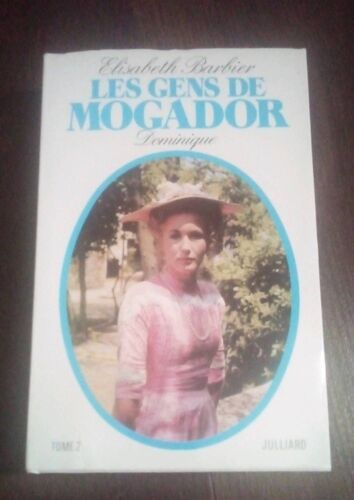 Elisabeth Barbier
LES GENS DE
MOGADOR
Dominique
TOME 2
JULLIARD